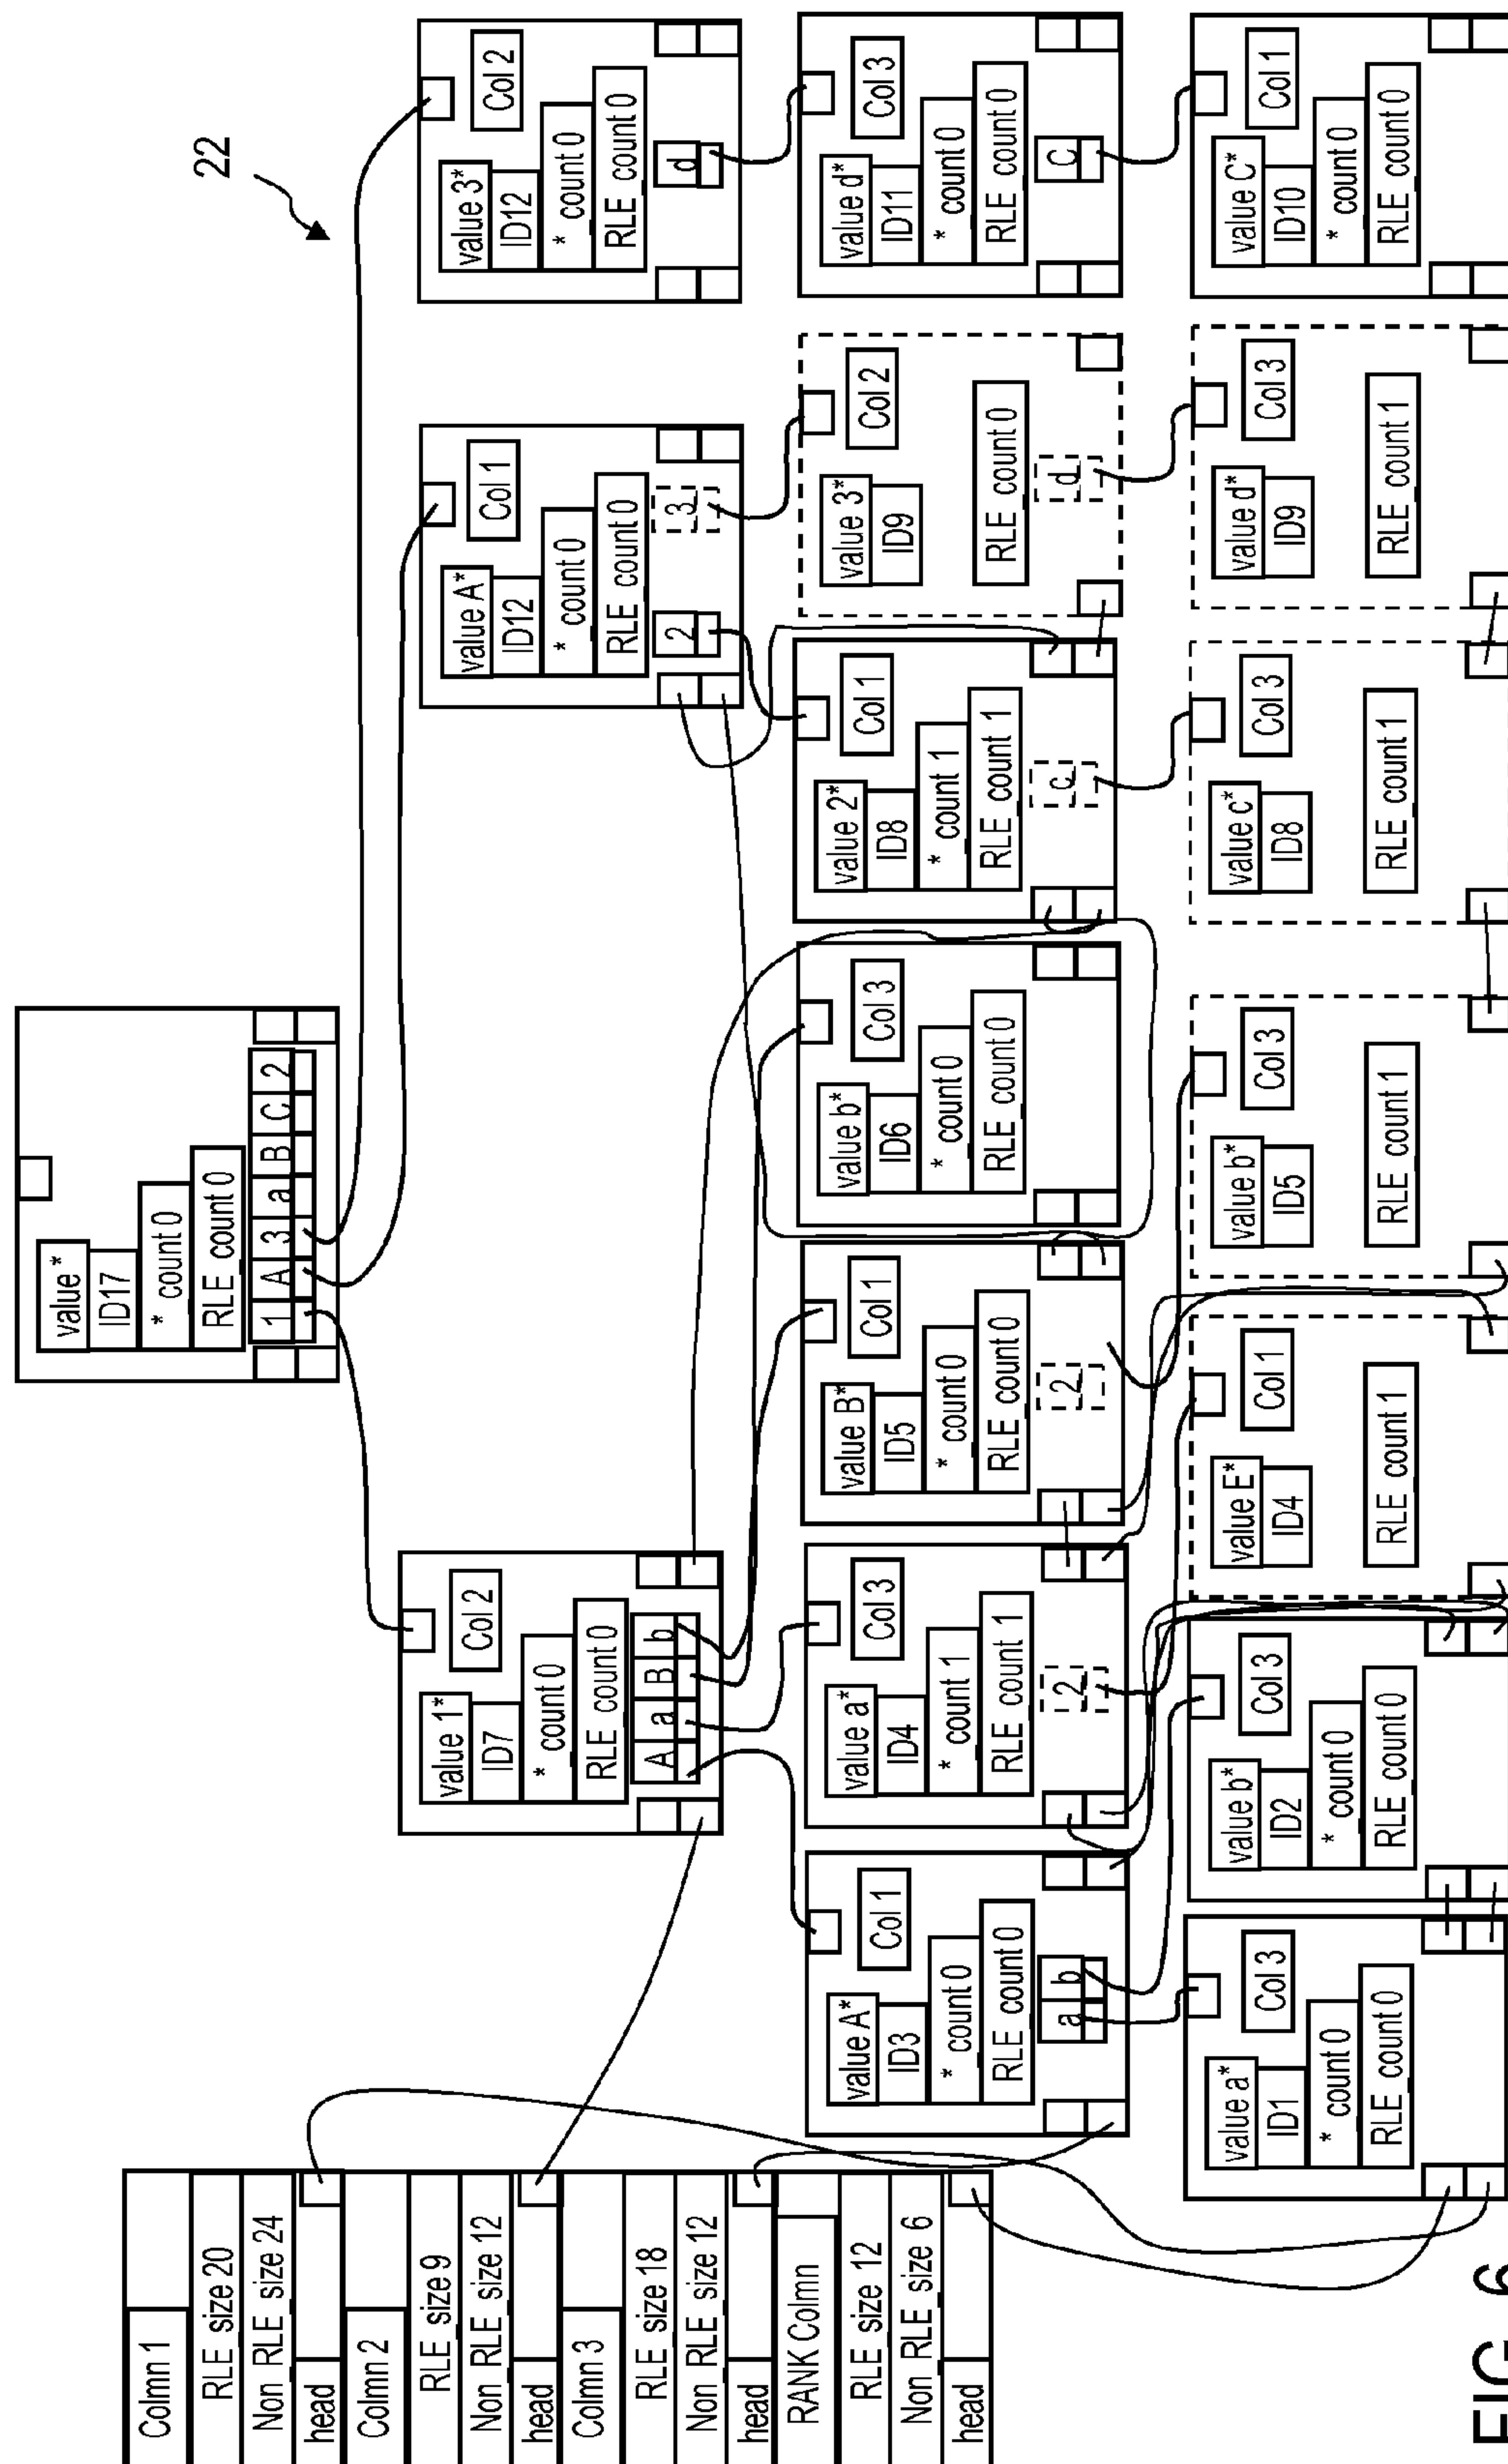 22
value *
ID17
* count 0
RLE_count 0
1 A 3 a B C 2
Colmn 1
RLE_size 20
Non_RLE_size 24
head
Colmn 2
RLE_size 9
Non_RLE_size 12
head
Colmn 3
RLE_size 18
Non_RLE_size 12
head
RANK Colmn
RLE_size 12
Non_RLE_size 6
head
value 1*
Col 2
ID7
* count 0
RLE_count 0
A a B b
value A*
Col 1
ID12
* count 0
RLE_count 0
2 3
value 3*
Col 2
ID12
* count 0
RLE_count 0
d
value A*
Col 1
ID3
* count 0
RLE_count 0
a b
value a*
Col 3
ID4
* count 1
RLE_count 1
2
value B*
Col 1
ID5
* count 0
RLE_count 0
2
value b*
Col 3
ID6
* count 0
RLE_count 0
value 2*
Col 1
ID8
* count 1
RLE_count 1
c
value 3*
Col 2
ID9
RLE_count 0
d
value d*
Col 3
ID11
* count 0
RLE_count 0
C
value a*
Col 3
ID1
* count 0
RLE_count 0
value b*
Col 3
ID2
* count 0
RLE_count 0
value E*
Col 1
ID4
RLE_count 1
value b*
Col 3
ID5
RLE_count 1
value c*
Col 3
ID8
RLE_count 1
value d*
Col 3
ID9
RLE_count 1
value C*
Col 1
ID10
* count 0
RLE_count 0
FIG. 6